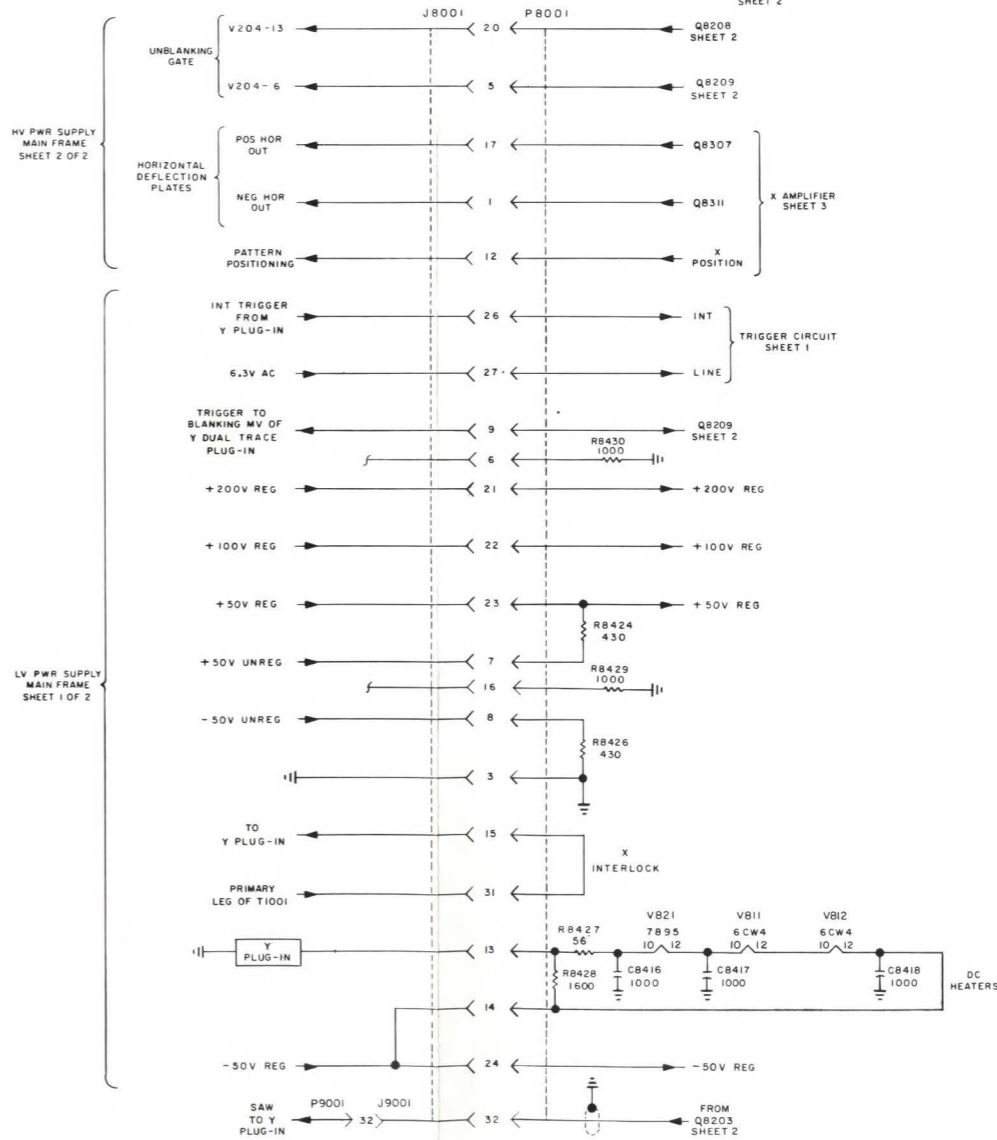 SHEET 2
J8001 P8001
V204-13 20 Q8208
SHEET 2
UNBLANKING
GATE
V204-6 5 Q8209
SHEET 2
HV PWR SUPPLY
MAIN FRAME
SHEET 2 OF 2
POS HOR
OUT 17 Q8307
HORIZONTAL
DEFLECTION
PLATES
NEG HOR
OUT 1 Q8311
X AMPLIFIER
SHEET 3
PATTERN
POSITIONING 12 X
POSITION
INT TRIGGER
FROM
Y PLUG-IN 26 INT
TRIGGER CIRCUIT
SHEET 1
6.3V AC 27 LINE
TRIGGER TO
BLANKING MV OF
Y DUAL TRACE
PLUG-IN 9 Q8209
SHEET 2
6 R8430
1000
+200V REG 21 +200V REG
+100V REG 22 +100V REG
+50V REG 23 +50V REG
R8424
430
LV PWR SUPPLY
MAIN FRAME
SHEET 1 OF 2
+50V UNREG 7
16 R8429
1000
-50V UNREG 8
R8426
430
3
TO
Y PLUG-IN 15
X
INTERLOCK
PRIMARY
LEG OF T1001 31
Y
PLUG-IN 13
R8427
56
V821
7895
10 12
V811
6CW4
10 12
V812
6CW4
10 12
R8428
1600
C8416
1000
C8417
1000
C8418
1000
DC
HEATERS
14
-50V REG 24 -50V REG
SAW
TO Y
PLUG-IN
P9001 J9001
32 32
FROM
Q8203
SHEET 2